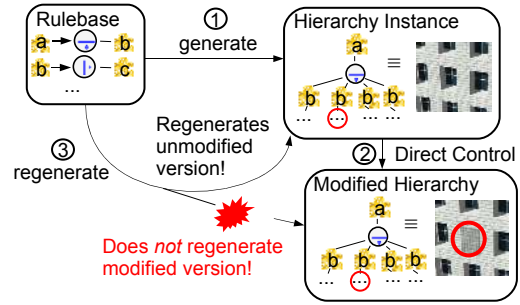 Rulebase
a b
b c
...
① generate
Hierarchy Instance
a
≡
b b b b
... ... ... ...
③ regenerate
Regenerates
unmodified
version!
② Direct Control
Does not regenerate
modified version!
Modified Hierarchy
a
≡
b b b b
... ... ... ...